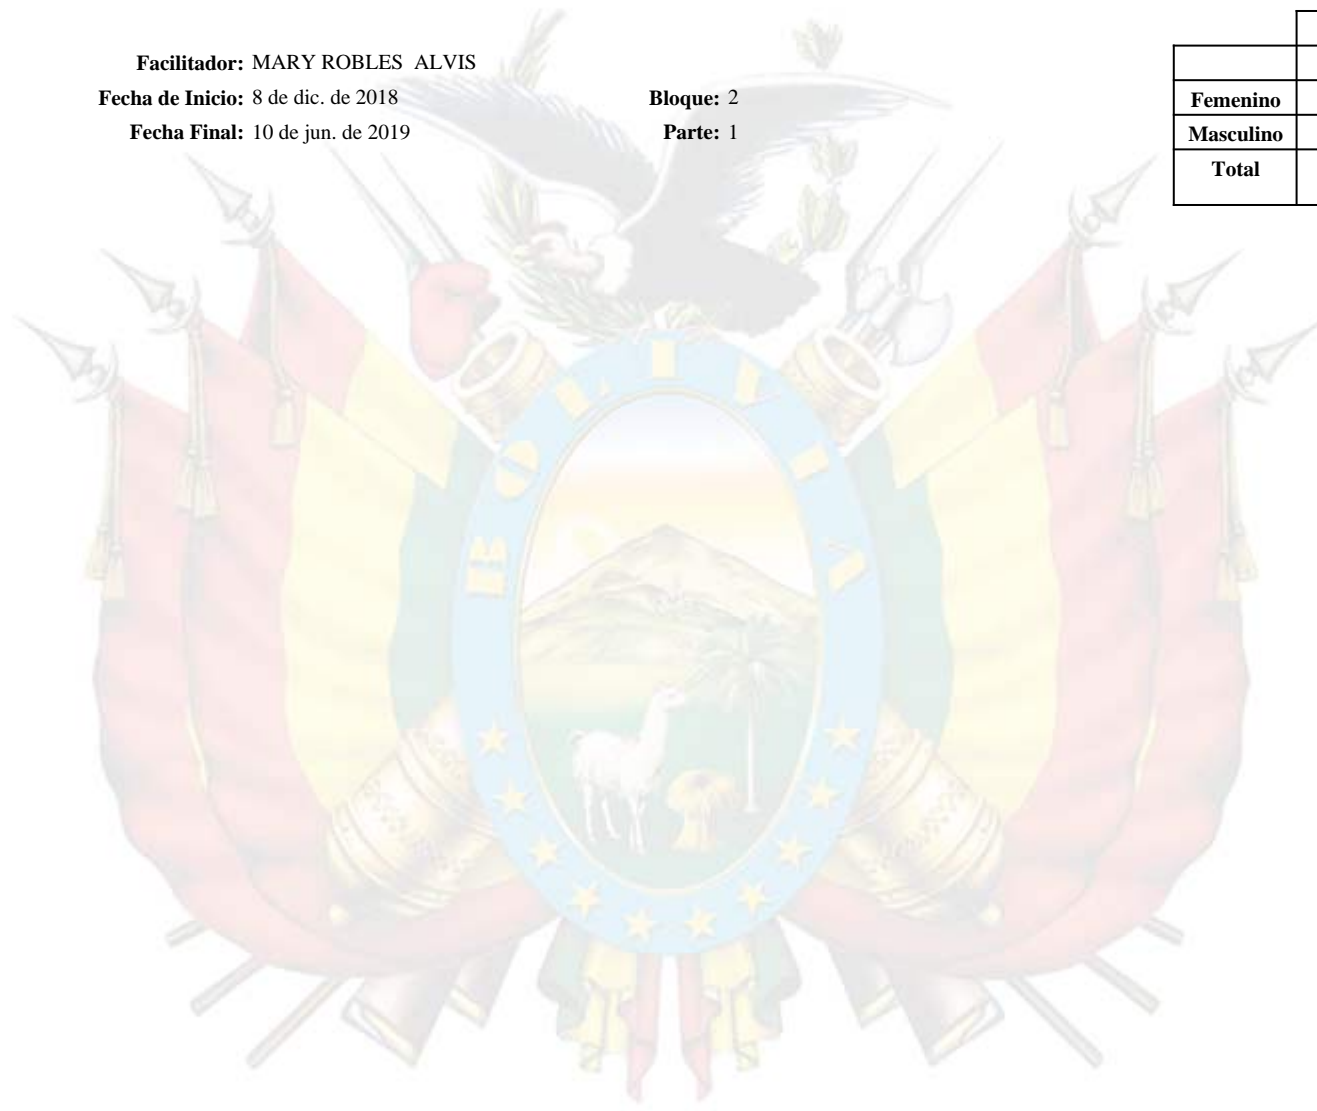 Facilitador: MARY ROBLES ALVIS
Fecha de Inicio: 8 de dic. de 2018 Bloque: 2
Fecha Final: 10 de jun. de 2019 Parte: 1
Femenino
Masculino
Total
BOLIVIA